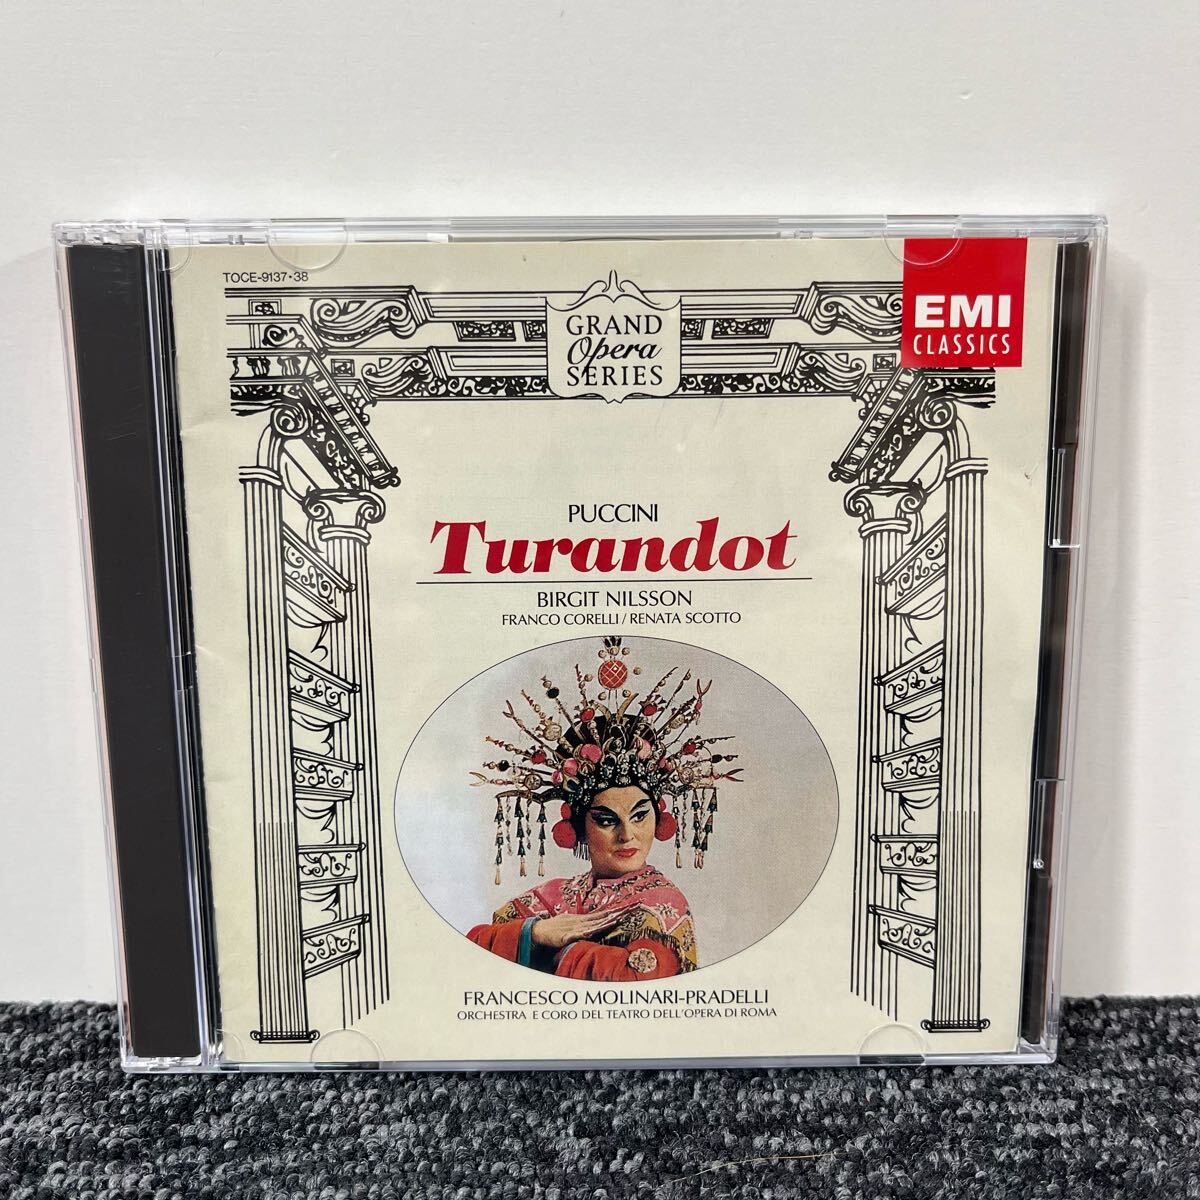 TOCE-9137・38
GRAND
Opera
SERIES
EMI
CLASSICS
PUCCINI
Turandot
BIRGIT NILSSON
FRANCO CORELLI/RENATA SCOTTO
FRANCESCO MOLINARI-PRADELLI
ORCHESTRA E CORO DEL TEATRO DELL'OPERA DI ROMA